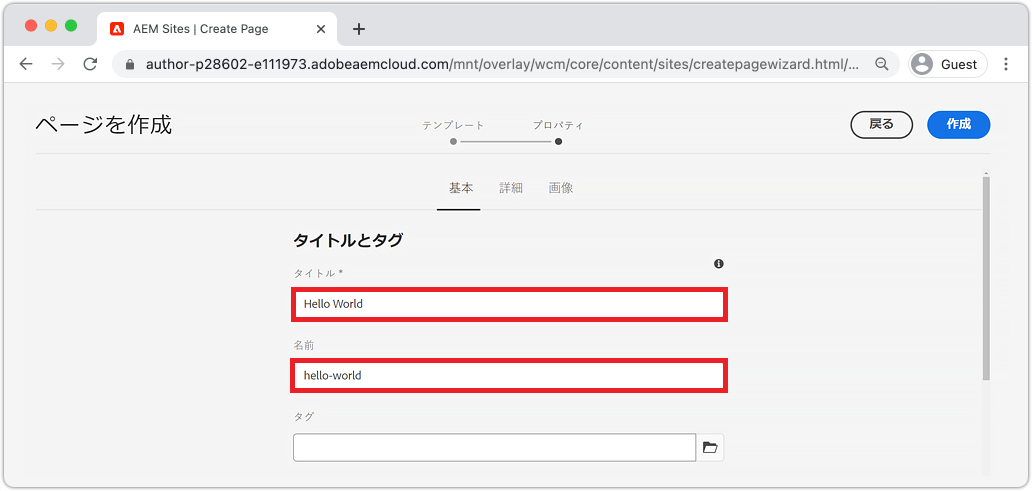 AEM Sites | Create Page
author-p28602-e111973.adobeaemcloud.com/mnt/overlay/wcm/core/content/sites/createpagewizard.html/...
Guest
ページを作成
テンプレート
プロパティ
戻る
作成
基本
詳細
画像
タイトルとタグ
タイトル *
Hello World
名前
hello-world
タグ